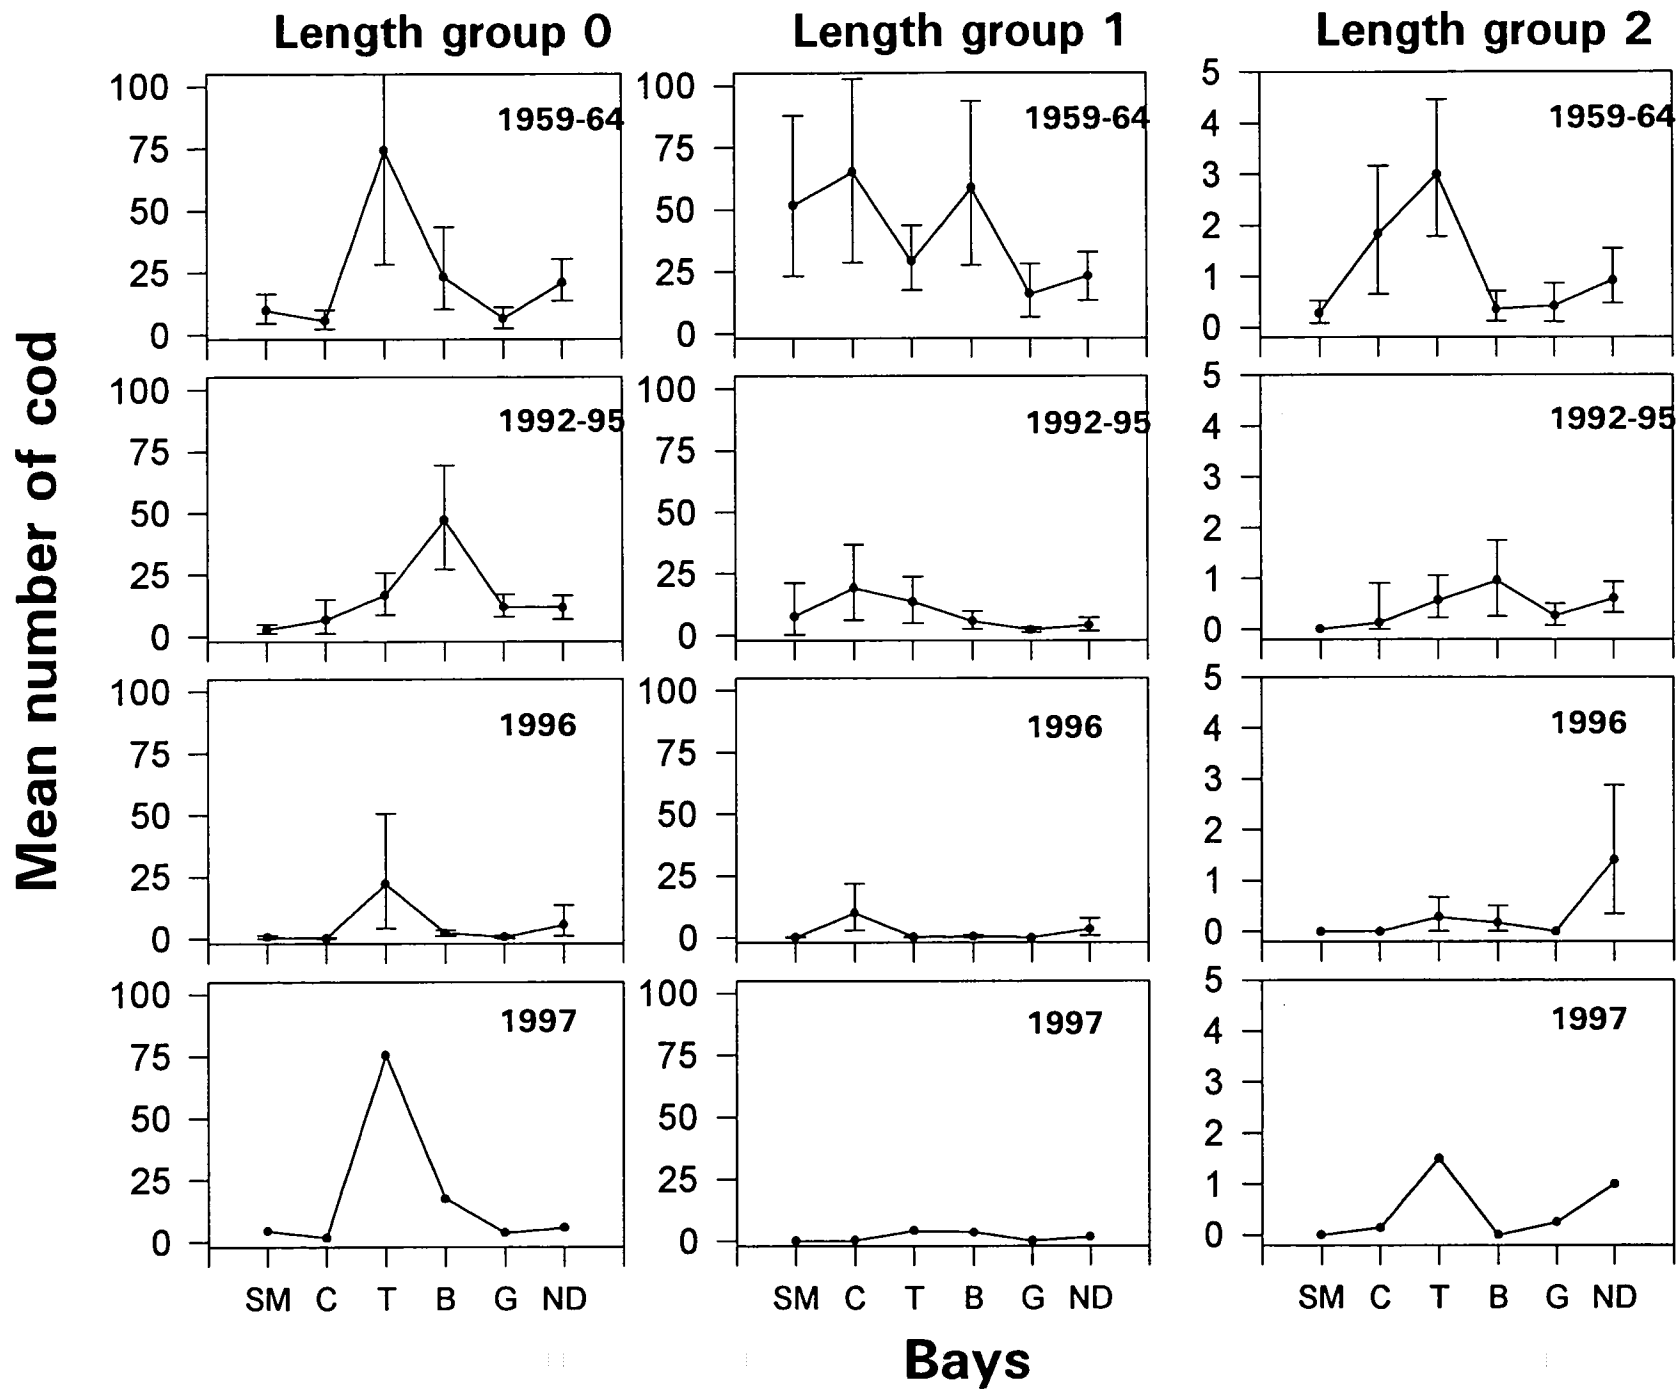 Length group 0 Length group 1 Length group 2
Mean number of cod
100 75 50 25 0 1959-64
100 75 50 25 0 1959-64
5 4 3 2 1 0 1959-64
100 75 50 25 0 1992-95
100 75 50 25 0 1992-95
5 4 3 2 1 0 1992-95
100 75 50 25 0 1996
100 75 50 25 0 1996
5 4 3 2 1 0 1996
100 75 50 25 0 1997
100 75 50 25 0 1997
5 4 3 2 1 0 1997
SM C T B G ND SM C T B G ND SM C T B G ND
Bays